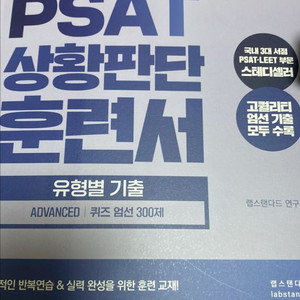 PSAT
상황판단
훈련서
유형별 기출
ADVANCED | 퀴즈 엄선 300제
국내 3대 서점
PSAT·LEET 부문
스테디셀러
고퀄리티
엄선 기출
모두 수록
랩스탠다드 연구
적인 반복연습 & 실력 완성을 위한 훈련 교재!
랩스탠다
labstan